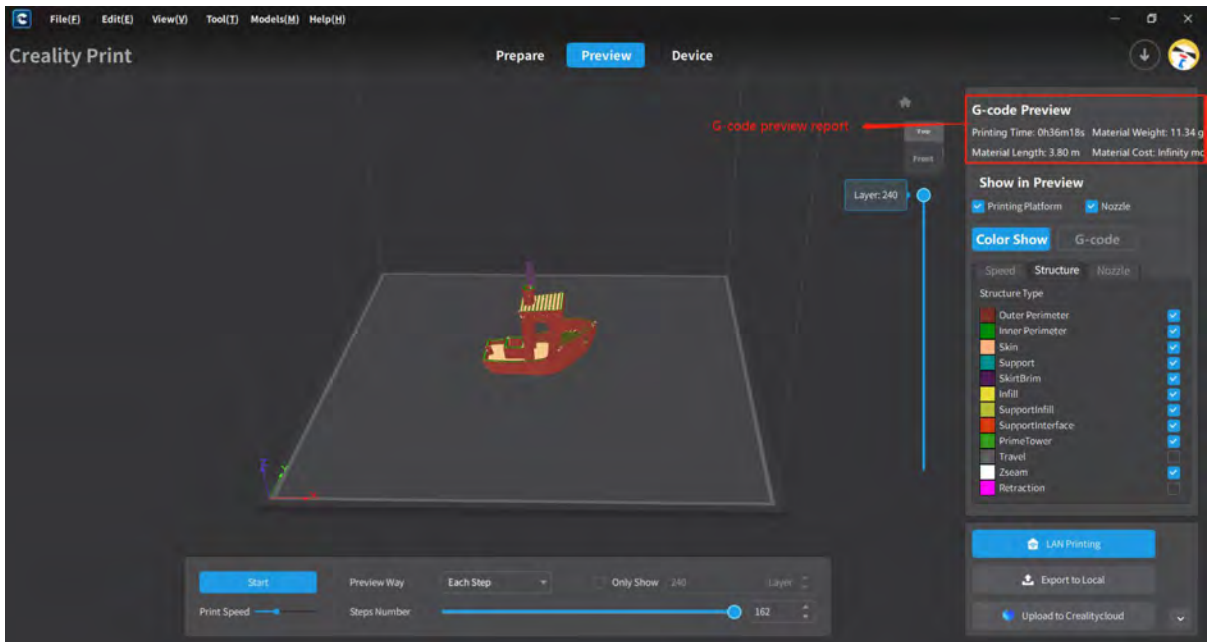 File(F) Edit(E) View(V) Tool(T) Models(M) Help(H)
Creality Print
Prepare Preview Device
G-code preview report
G-code Preview
Printing Time: 0h36m18s Material Weight: 11.34 g
Material Length: 3.80 m Material Cost: Infinity mo
Top
Front
Layer: 240
Show in Preview
Printing Platform Nozzle
Color Show G-code
Speed Structure Nozzle
Structure Type
Outer Perimeter
Inner Perimeter
Skin
Support
SkirtBrim
Infill
SupportInfill
SupportInterface
PrimeTower
Travel
Zseam
Retraction
Start Preview Way Each Step Only Show 240 Layer
Print Speed Steps Number 162
LAN Printing
Export to Local
Upload to Crealitycloud